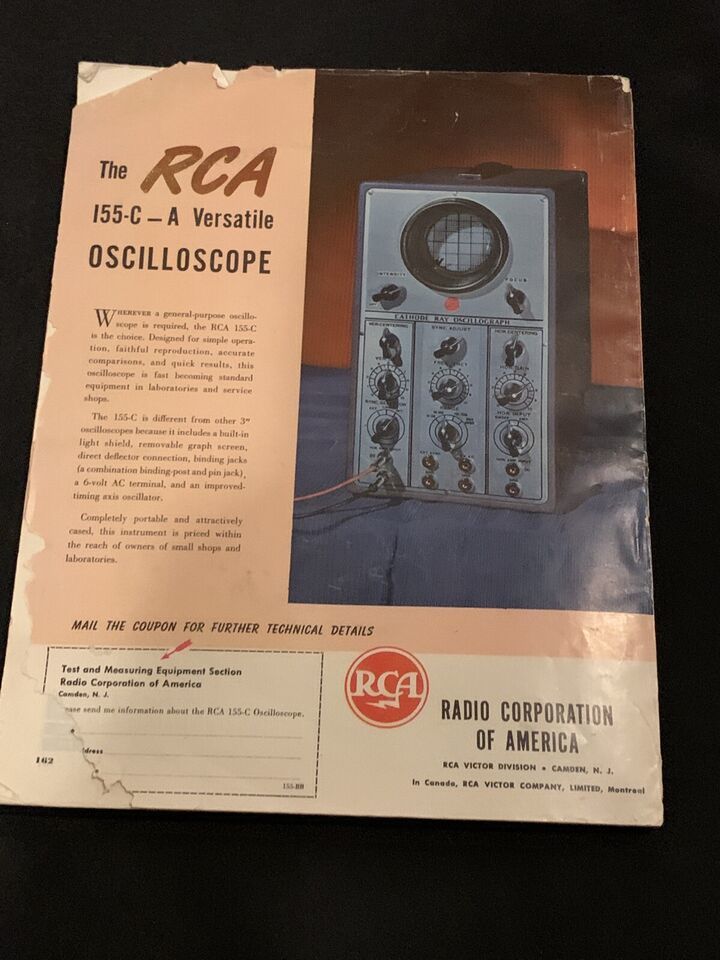 The RCA
155-C – A Versatile
OSCILLOSCOPE
WHEREVER a general-purpose oscillo-
scope is required, the RCA 155-C
is the choice. Designed for simple opera-
tion, faithful reproduction, accurate
comparisons, and quick results, this
oscilloscope is fast becoming standard
equipment in laboratories and service
shops.
The 155-C is different from other 3"
oscilloscopes because it includes a built-in
light shield, removable graph screen,
direct deflector connection, binding jacks
(a combination binding-post and pin jack),
a 6-volt AC terminal, and an improved-
timing axis oscillator.
Completely portable and attractively
cased, this instrument is priced within
the reach of owners of small shops and
laboratories.
INTENSITY
FOCUS
CATHODE RAY OSCILLOGRAPH
SYNC. ADJUST
HOR. CENTERING
HOR. INPUT
MAIL THE COUPON FOR FURTHER TECHNICAL DETAILS
Test and Measuring Equipment Section
Radio Corporation of America
Camden, N. J.
ease send me information about the RCA 155-C Oscilloscope.
ddress
155-BB
162
RCA
RADIO CORPORATION
OF AMERICA
RCA VICTOR DIVISION • CAMDEN, N. J.
In Canada, RCA VICTOR COMPANY, LIMITED, Montreal